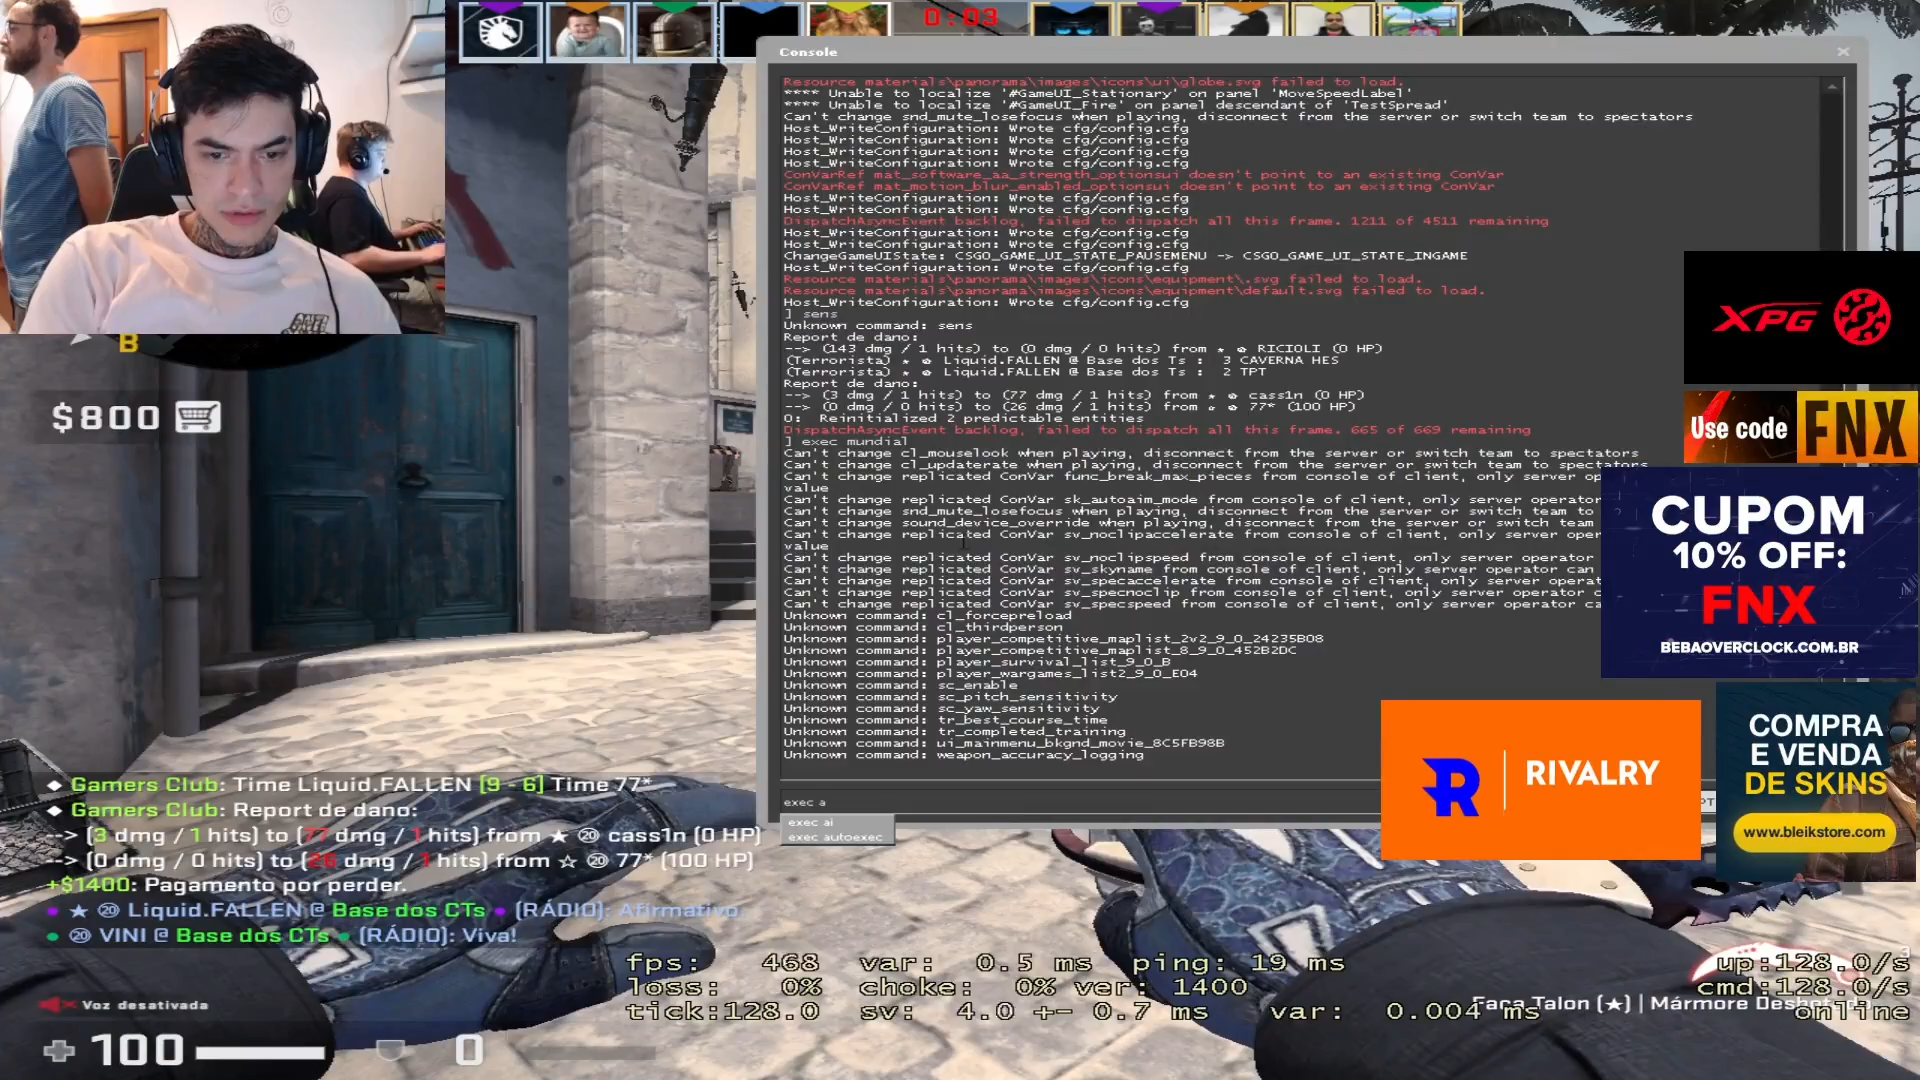 0:03
Console
Resource materials\panorama\images\icons\ui\globe.svg failed to load.
**** Unable to localize '#GameUI_Stationary' on panel 'MoveSpeedLabel'
**** Unable to localize '#GameUI_Fire' on panel descendant of 'TestSpread'
Can't change snd_mute_losefocus when playing, disconnect from the server or switch team to spectators
Host_WriteConfiguration: Wrote cfg/config.cfg
Host_WriteConfiguration: Wrote cfg/config.cfg
Host_WriteConfiguration: Wrote cfg/config.cfg
Host_WriteConfiguration: Wrote cfg/config.cfg
ConVarRef mat_software_aa_strength_optionsui doesn't point to an existing ConVar
ConVarRef mat_motion_blur_enabled_optionsui doesn't point to an existing ConVar
Host_WriteConfiguration: Wrote cfg/config.cfg
Host_WriteConfiguration: Wrote cfg/config.cfg
DispatchAsyncEvent backlog, failed to dispatch all this frame. 1211 of 4511 remaining
Host_WriteConfiguration: Wrote cfg/config.cfg
Host_WriteConfiguration: Wrote cfg/config.cfg
ChangeGameUIState: CSGO_GAME_UI_STATE_PAUSEMENU -> CSGO_GAME_UI_STATE_INGAME
Host_WriteConfiguration: Wrote cfg/config.cfg
Resource materials\panorama\images\icons\equipment\.svg failed to load.
Resource materials\panorama\images\icons\equipment\default.svg failed to load.
Host_WriteConfiguration: Wrote cfg/config.cfg
] sens
Unknown command: sens
Report de dano:
--> (143 dmg / 1 hits) to (0 dmg / 0 hits) from ★ RICIOLI (0 HP)
(Terrorista) ★ Liquid.FALLEN @ Base dos Ts : 3 CAVERNA HES
(Terrorista) ★ Liquid.FALLEN @ Base dos Ts : 2 TPT
Report de dano:
--> (3 dmg / 1 hits) to (77 dmg / 1 hits) from ★ cass1n (0 HP)
--> (0 dmg / 0 hits) to (26 dmg / 1 hits) from ☆ 77* (100 HP)
0: Reinitialized 2 predictable entities
DispatchAsyncEvent backlog, failed to dispatch all this frame. 665 of 669 remaining
] exec mundial
Can't change cl_mouselook when playing, disconnect from the server or switch team to spectators
Can't change cl_updaterate when playing, disconnect from the server or switch team to spectators
Can't change replicated ConVar func_break_max_pieces from console of client, only server op
value
Can't change replicated ConVar sk_autoaim_mode from console of client, only server operator
Can't change snd_mute_losefocus when playing, disconnect from the server or switch team to
Can't change sound_device_override when playing, disconnect from the server or switch team
Can't change replicated ConVar sv_noclipaccelerate from console of client, only server oper
value
Can't change replicated ConVar sv_noclipspeed from console of client, only server operator
Can't change replicated ConVar sv_skyname from console of client, only server operator can
Can't change replicated ConVar sv_specaccelerate from console of client, only server operat
Can't change replicated ConVar sv_specnoclip from console of client, only server operator c
Can't change replicated ConVar sv_specspeed from console of client, only server operator ca
Unknown command: cl_forcepreload
Unknown command: cl_thirdperson
Unknown command: player_competitive_maplist_2v2_9_0_24235B08
Unknown command: player_competitive_maplist_8_9_0_452B2DC
Unknown command: player_survival_list_9_0_B
Unknown command: player_wargames_list2_9_0_E04
Unknown command: sc_enable
Unknown command: sc_pitch_sensitivity
Unknown command: sc_yaw_sensitivity
Unknown command: tr_best_course_time
Unknown command: tr_completed_training
Unknown command: ui_mainmenu_bkgnd_movie_8C5FB98B
Unknown command: weapon_accuracy_logging
exec a
exec ai
exec autoexec
B
$800
XPG
Use code FNX
CUPOM
10% OFF:
FNX
BEBAOVERCLOCK.COM.BR
RIVALRY
COMPRA
E VENDA
DE SKINS
www.bleikstore.com
◆ Gamers Club: Time Liquid.FALLEN [9 - 6] Time 77*
◆ Gamers Club: Report de dano:
--> (3 dmg / 1 hits) to (77 dmg / 1 hits) from ★ ⑳ cass1n (0 HP)
--> (0 dmg / 0 hits) to (26 dmg / 1 hits) from ☆ ⑳ 77* (100 HP)
+$1400: Pagamento por perder.
● ★ ⑳ Liquid.FALLEN @ Base dos CTs ● (RÁDIO): Afirmativo.
● ⑳ VINI @ Base dos CTs ● (RÁDIO): Viva!
fps: 468 var: 0.5 ms ping: 19 ms
loss: 0% choke: 0% ver: 1400
tick:128.0 sv: 4.0 +- 0.7 ms var: 0.004 ms
up:128.0/s
cmd:128.0/s
online
Faca Talon (★) | Mármore
Voz desativada
100
0